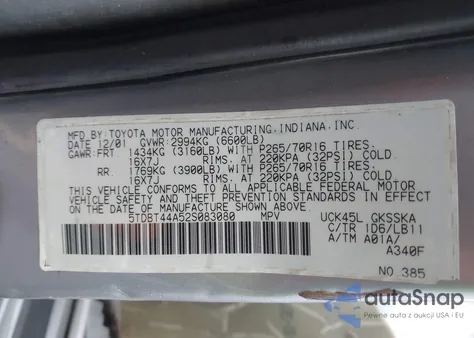 MFD. BY: TOYOTA MOTOR MANUFACTURING, INDIANA, INC.
DATE 12/01 GVWR: 2994KG (6600LB)
GAWR: FRT 1434KG (3160LB) WITH P265/70R16 TIRES.
16X7J RIMS. AT 220KPA (32PSI) COLD
RR 1769KG (3900LB) WITH P265/70R16 TIRES.
16X7J RIMS. AT 220KPA (32PSI) COLD
THIS VEHICLE CONFORMS TO ALL APPLICABLE FEDERAL MOTOR
VEHICLE SAFETY AND THEFT PREVENTION STANDARDS IN EFFECT
ON THE DATE OF MANUFACTURE SHOWN ABOVE.
5TDBT44A52S083080 MPV UCK45L GKSSKA
C/TR 1D6/LB11
A/TM A01A/
A340F
NO. 385
autaSnap
Pewne auta z aukcji USA i EU